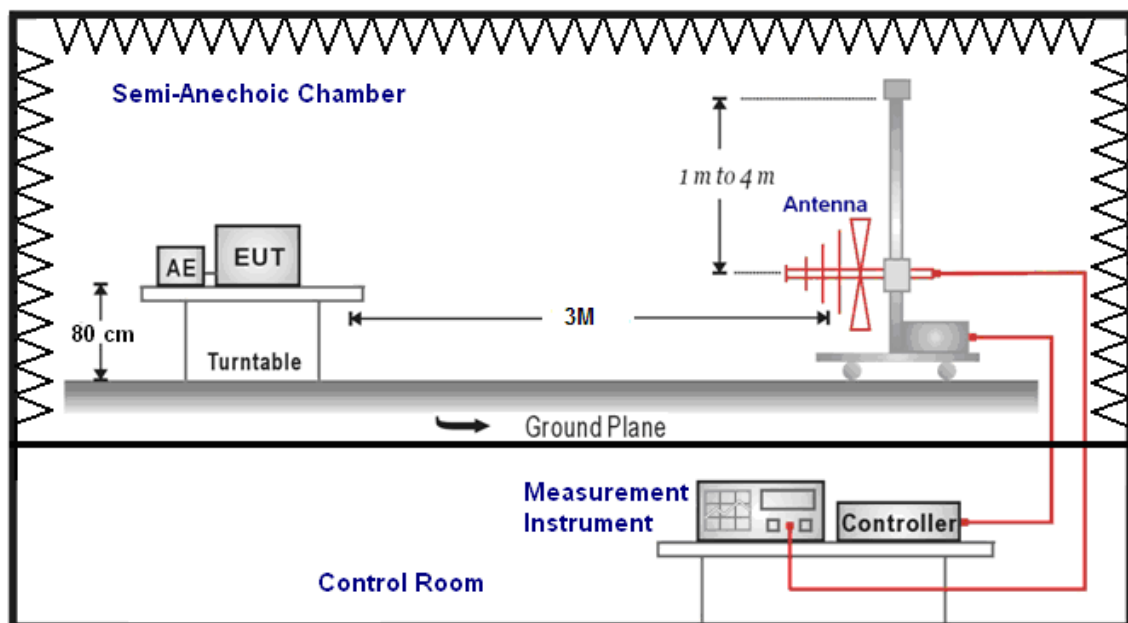 Semi-Anechoic Chamber
1 m to 4 m
Antenna
AE
EUT
80 cm
3M
Turntable
Ground Plane
Measurement
Instrument
Controller
Control Room